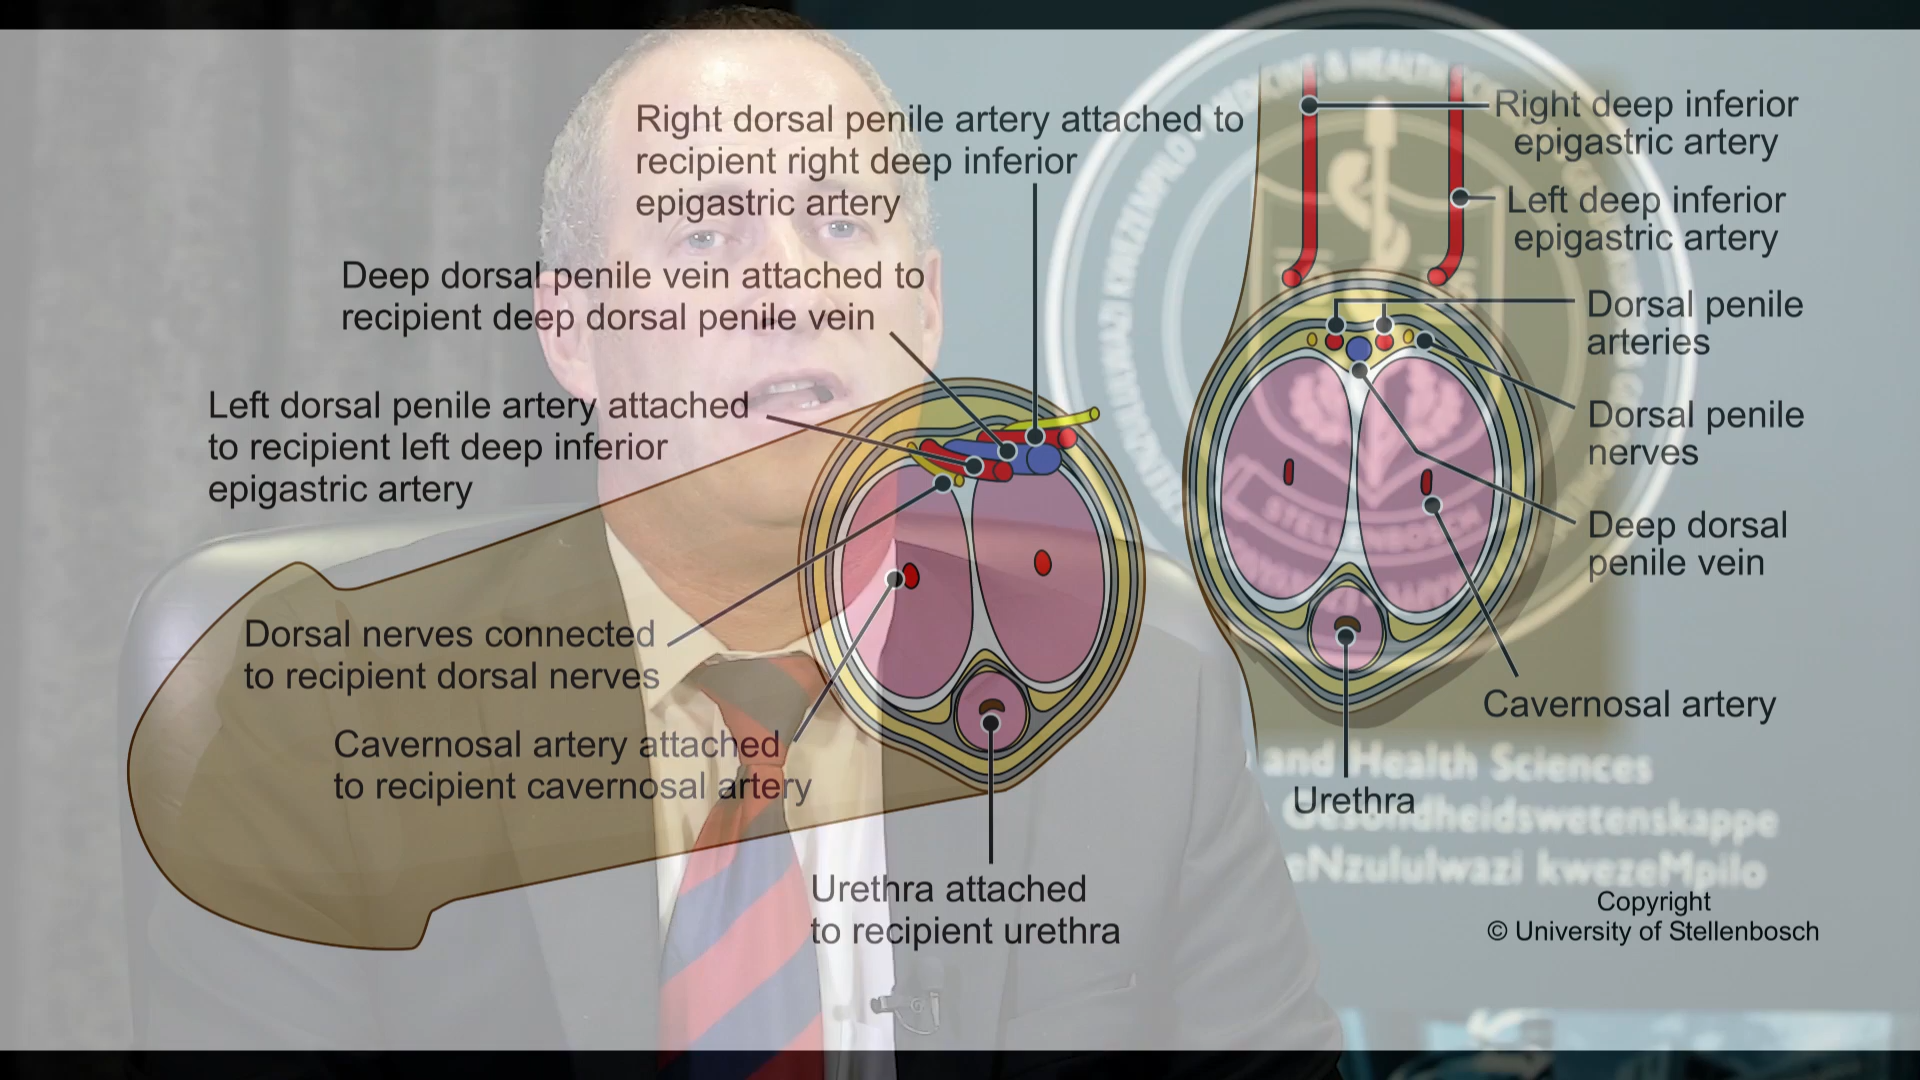 Right dorsal penile artery attached to
recipient right deep inferior
epigastric artery
Deep dorsal penile vein attached to
recipient deep dorsal penile vein
Left dorsal penile artery attached
to recipient left deep inferior
epigastric artery
Dorsal nerves connected
to recipient dorsal nerves
Cavernosal artery attached
to recipient cavernosal artery
Urethra attached
to recipient urethra
Right deep inferior
epigastric artery
Left deep inferior
epigastric artery
Dorsal penile
arteries
Dorsal penile
nerves
Deep dorsal
penile vein
Cavernosal artery
Urethra
STELLENBOSCH
and Health Sciences
Gesondheidswetenskappe
eNzululwazi kwezeMpilo
Copyright
© University of Stellenbosch